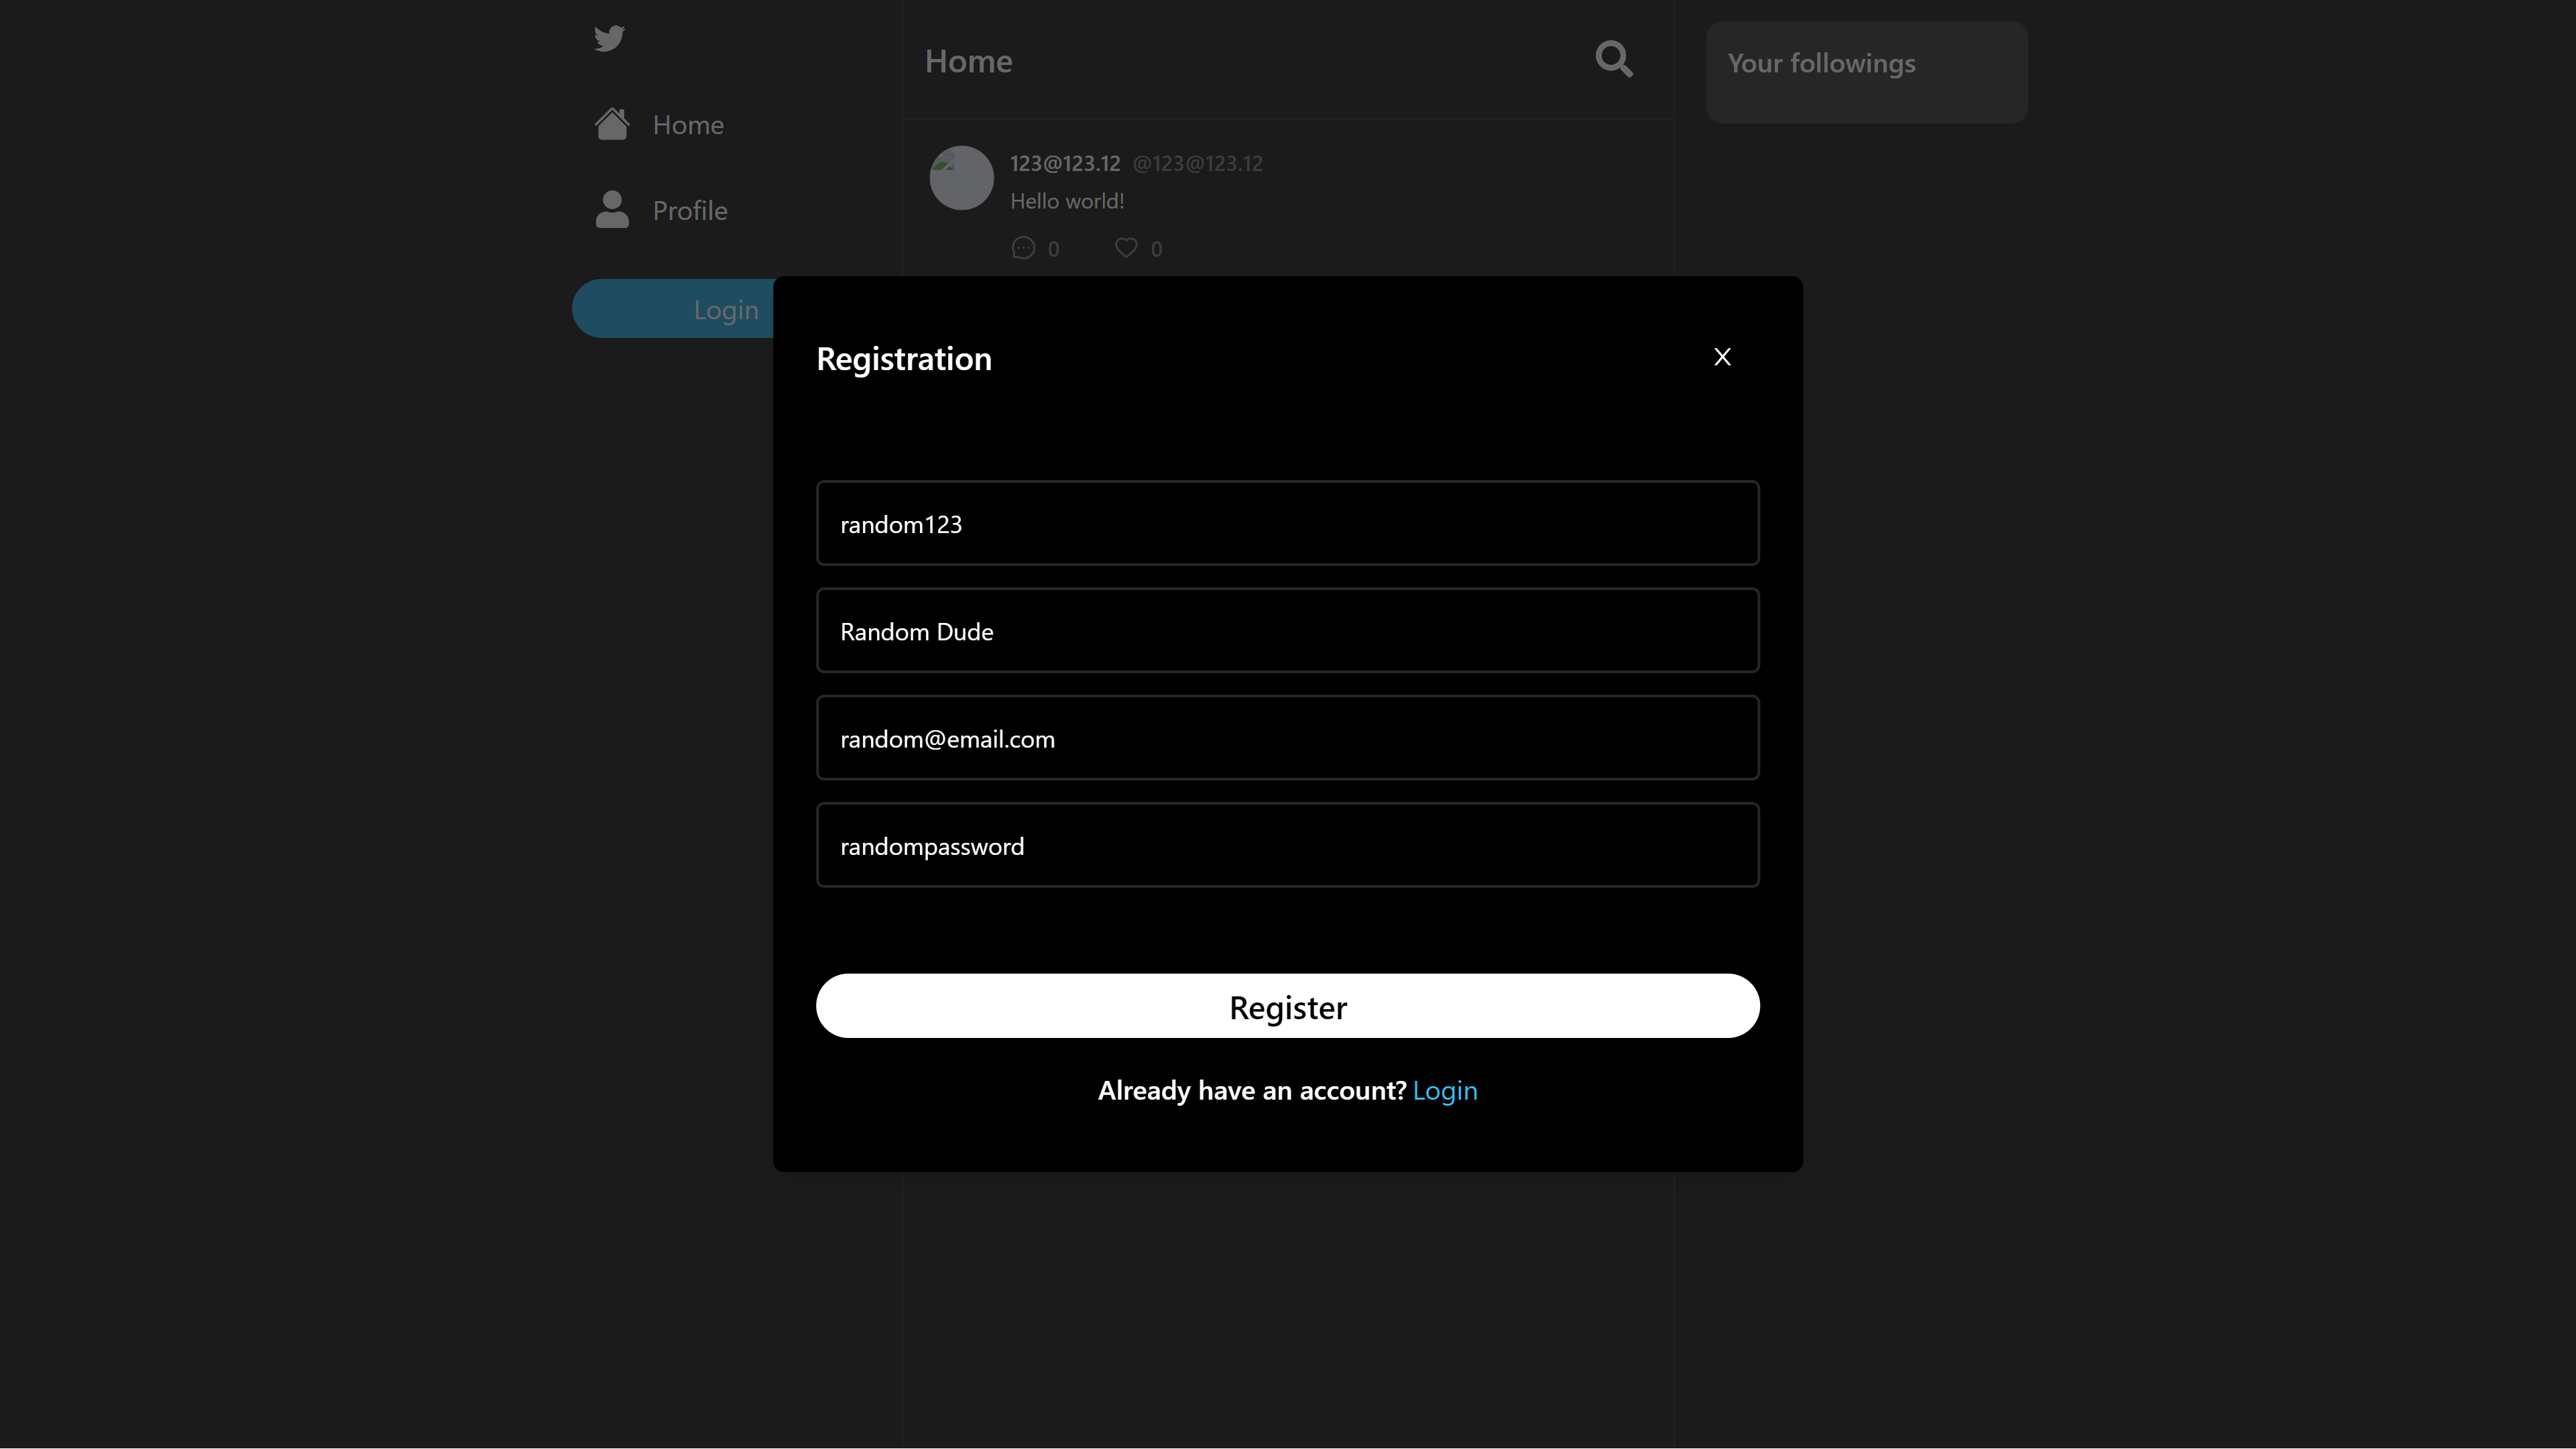 Home
Profile
Login
Home
123@123.12 @123@123.12
Hello world!
0 0
Your followings
Registration
X
random123
Random Dude
random@email.com
randompassword
Register
Already have an account? Login